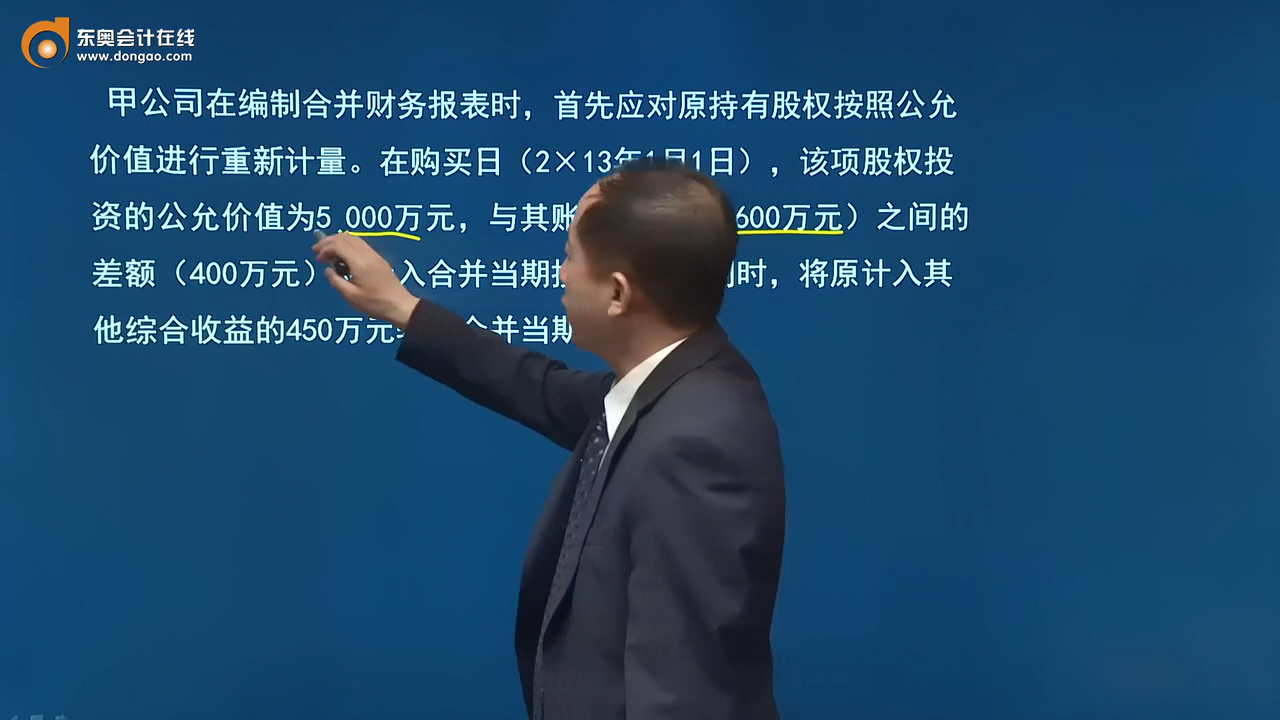 东奥会计在线
www.dongao.com
甲公司在编制合并财务报表时，首先应对原持有股权按照公允
价值进行重新计量。在购买日（2×13年1月1日），该项股权投
资的公允价值为5 000万元，与其账 600万元）之间的
差额（400万元） 入合并当期 时，将原计入其
他综合收益的450万元 合并当期